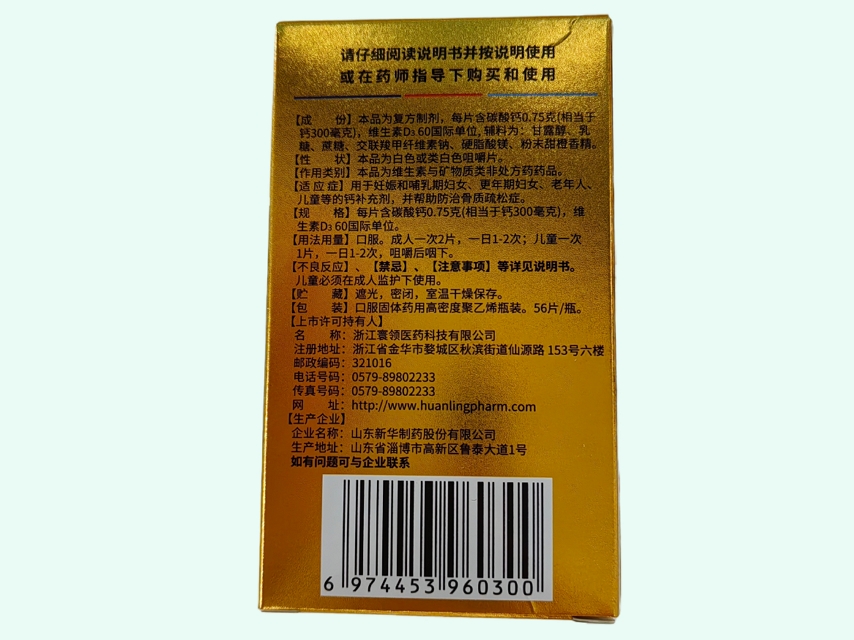 请仔细阅读说明书并按说明使用
或在药师指导下购买和使用
【成 份】本品为复方制剂，每片含碳酸钙0.75克(相当于
钙300毫克)，维生素D₃ 60国际单位, 辅料为：甘露醇、乳
糖、蔗糖、交联羧甲纤维素钠、硬脂酸镁、粉末甜橙香精。
【性 状】本品为白色或类白色咀嚼片。
【作用类别】本品为维生素与矿物质类非处方药药品。
【适 应 症】用于妊娠和哺乳期妇女、更年期妇女、老年人、
儿童等的钙补充剂，并帮助防治骨质疏松症。
【规 格】每片含碳酸钙0.75克(相当于钙300毫克)，维
生素D₃ 60国际单位。
【用法用量】口服。成人一次2片，一日1-2次；儿童一次
1片，一日1-2次，咀嚼后咽下。
【不良反应】、【禁忌】、【注意事项】等详见说明书。
儿童必须在成人监护下使用。
【贮 藏】遮光，密闭，室温干燥保存。
【包 装】口服固体药用高密度聚乙烯瓶装。56片/瓶。
【上市许可持有人】
名 称：浙江寰领医药科技有限公司
注册地址：浙江省金华市婺城区秋滨街道仙源路 153号六楼
邮政编码：321016
电话号码：0579-89802233
传真号码：0579-89802233
网 址：http://www.huanlingpharm.com
【生产企业】
企业名称：山东新华制药股份有限公司
生产地址：山东省淄博市高新区鲁泰大道1号
如有问题可与企业联系
6 974453 960300